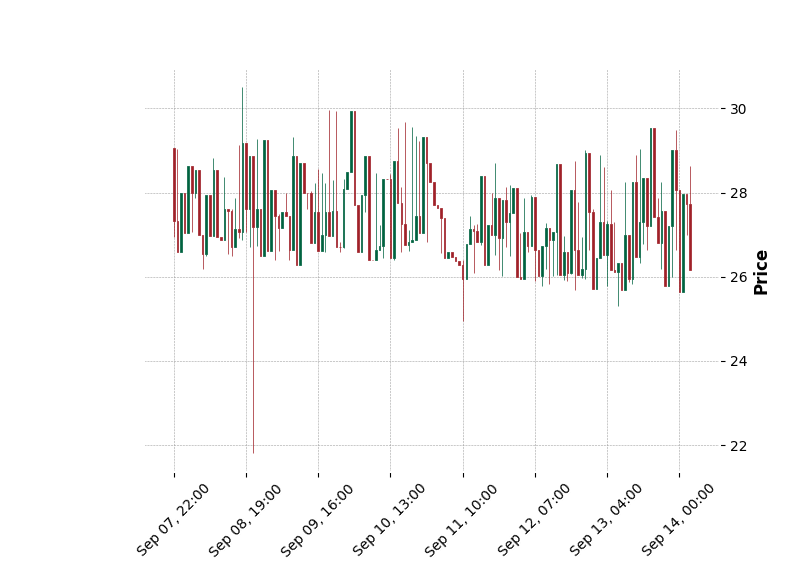 30
28
26
24
22
Price
Sep 07, 22:00
Sep 08, 19:00
Sep 09, 16:00
Sep 10, 13:00
Sep 11, 10:00
Sep 12, 07:00
Sep 13, 04:00
Sep 14, 00:00